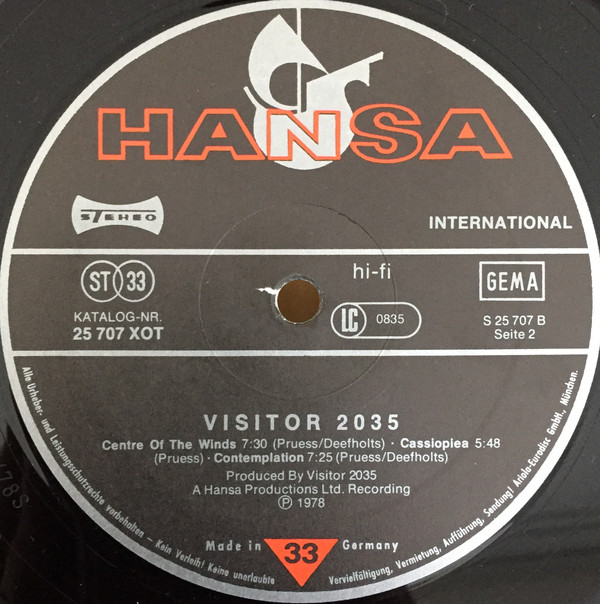 HANSA
STEREO
INTERNATIONAL
ST 33
hi-fi
GEMA
KATALOG-NR.
25 707 XOT
LC 0835
S 25 707 B
Seite 2
VISITOR 2035
Centre Of The Winds 7:30 (Pruess/Deefholts) · Cassiopiea 5:48
(Pruess) · Contemplation 7:25 (Pruess/Deefholts)
Produced By Visitor 2035
A Hansa Productions Ltd. Recording
Ⓟ 1978
Made in 33 Germany
Alle Urheber- und Leistungsschutzrechte vorbehalten – Kein Verleih! Keine unerlaubte Vervielfältigung, Vermietung, Aufführung, Sendung! Ariola-Eurodisc GmbH., München.